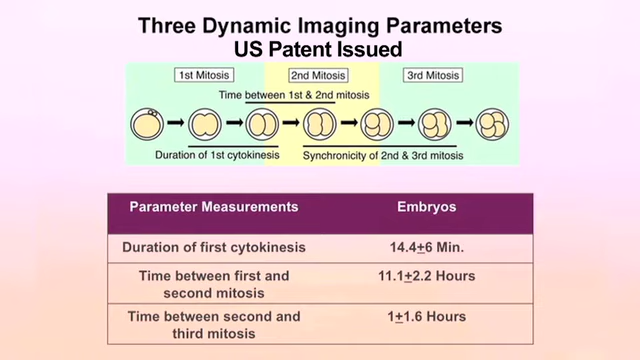 Three Dynamic Imaging Parameters
US Patent Issued
1st Mitosis
2nd Mitosis
3rd Mitosis
Time between 1st & 2nd mitosis
Duration of 1st cytokinesis
Synchronicity of 2nd & 3rd mitosis
Parameter Measurements
Embryos
Duration of first cytokinesis
14.4±6 Min.
Time between first and
second mitosis
11.1±2.2 Hours
Time between second and
third mitosis
1±1.6 Hours